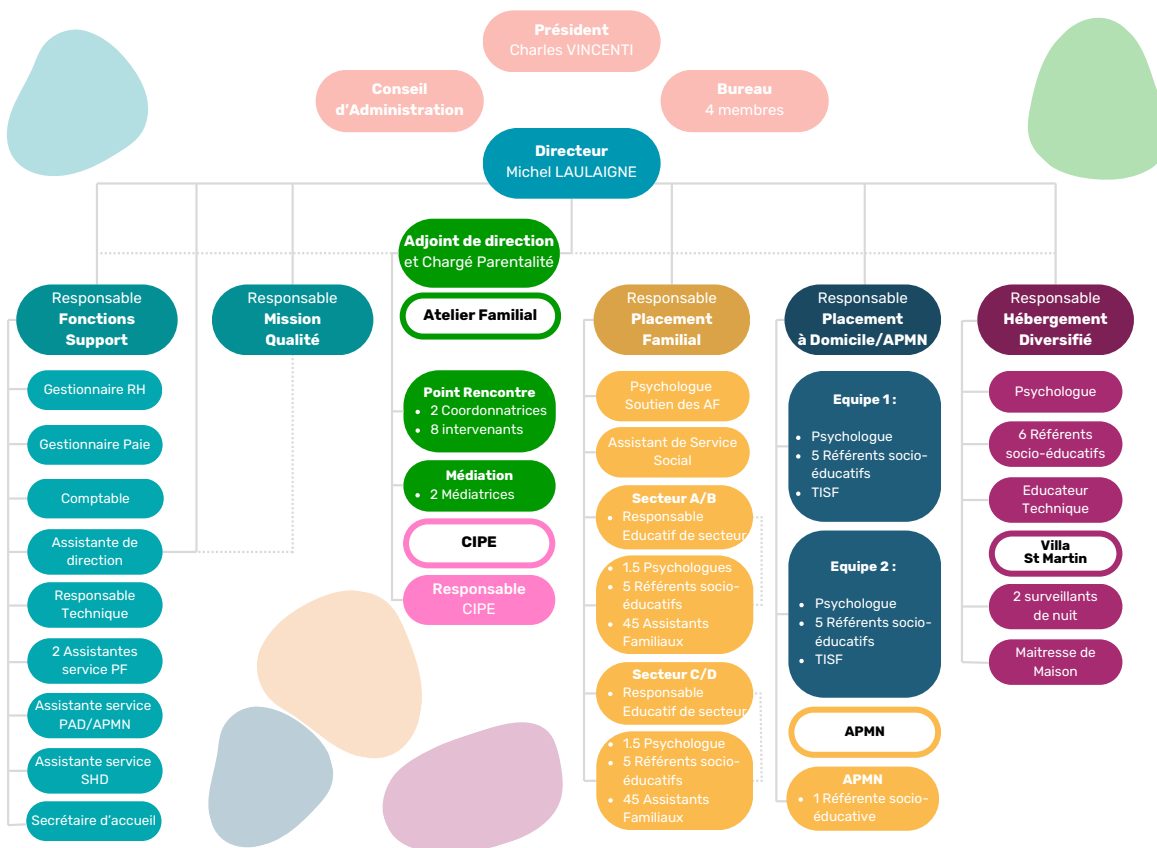 Président
Charles VINCENTI
Conseil
d'Administration
Bureau
4 membres
Directeur
Michel LAULAIGNE
Adjoint de direction
et Chargé Parentalité
Atelier Familial
Point Rencontre
• 2 Coordonnatrices
• 8 intervenants
Médiation
• 2 Médiatrices
CIPE
Responsable
CIPE
Responsable
Fonctions
Support
Gestionnaire RH
Gestionnaire Paie
Comptable
Assistante de
direction
Responsable
Technique
2 Assistantes
service PF
Assistante service
PAD/APMN
Assistante service
SHD
Secrétaire d'accueil
Responsable
Mission
Qualité
Responsable
Placement
Familial
Psychologue
Soutien des AF
Assistant de Service
Social
Secteur A/B
• Responsable
Educatif de secteur
• 1.5 Psychologues
• 5 Référents socio-
éducatifs
• 45 Assistants
Familiaux
Secteur C/D
• Responsable
Educatif de secteur
• 1.5 Psychologue
• 5 Référents socio-
éducatifs
• 45 Assistants
Familiaux
Responsable
Placement
à Domicile/APMN
Equipe 1 :
• Psychologue
• 5 Référents socio-
éducatifs
• TISF
Equipe 2 :
• Psychologue
• 5 Référents socio-
éducatifs
• TISF
APMN
APMN
• 1 Référente socio-
éducative
Responsable
Hébergement
Diversifié
Psychologue
6 Référents
socio-éducatifs
Educateur
Technique
Villa
St Martin
2 surveillants
de nuit
Maitresse de
Maison